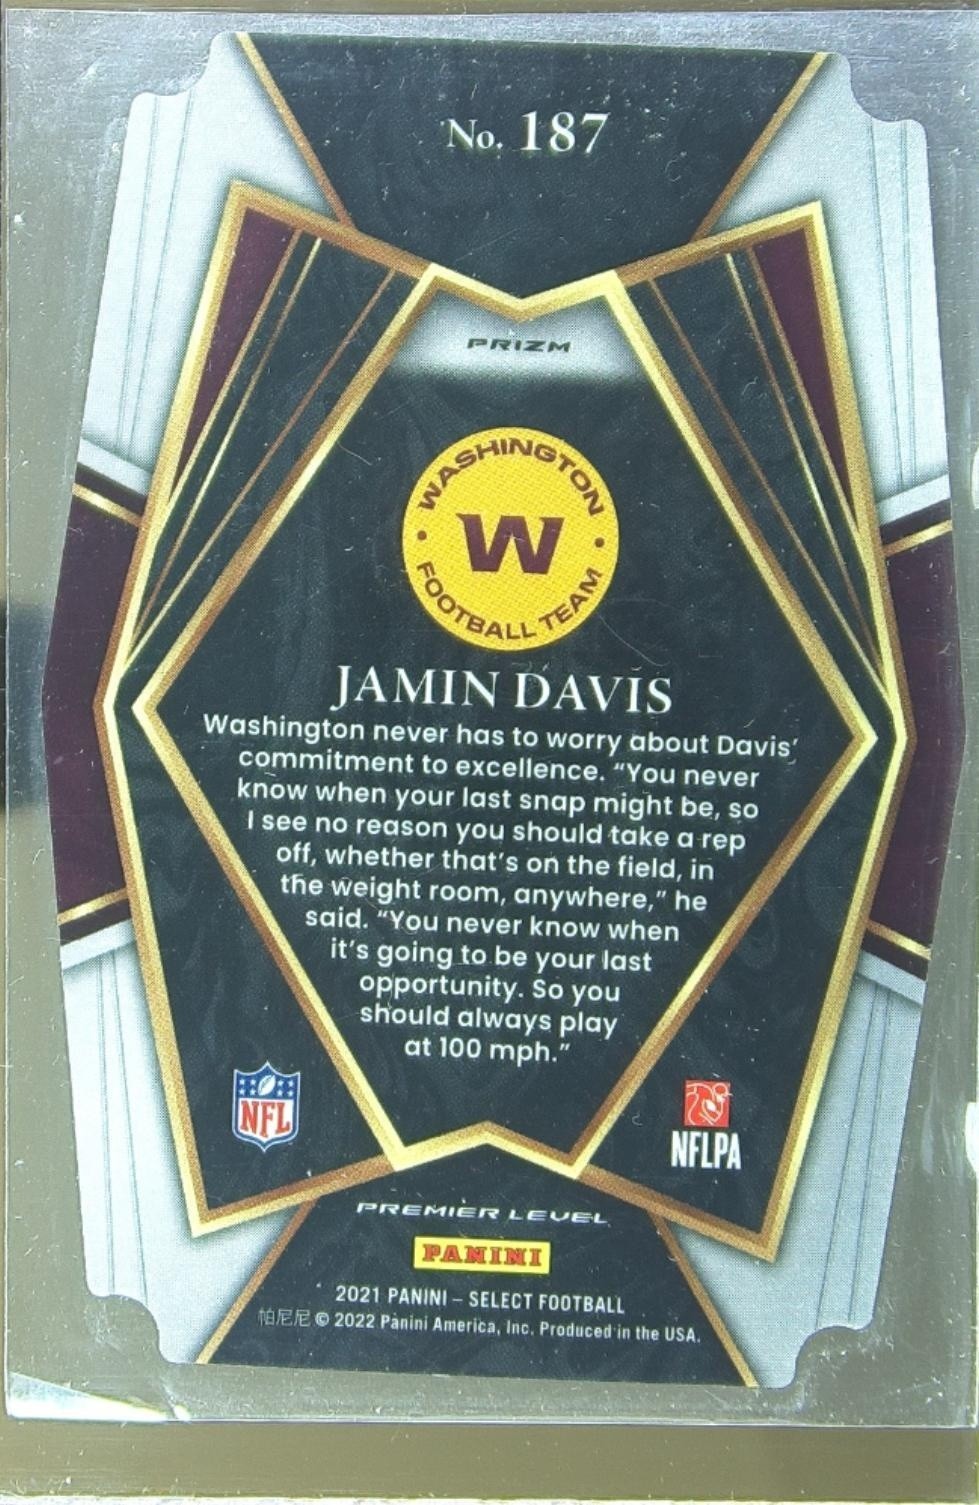 No. 187
PRIZM
WASHINGTON
W
FOOTBALL TEAM
JAMIN DAVIS
Washington never has to worry about Davis’
commitment to excellence. “You never
know when your last snap might be, so
I see no reason you should take a rep
off, whether that’s on the field, in
the weight room, anywhere,” he
said. “You never know when
it’s going to be your last
opportunity. So you
should always play
at 100 mph.”
NFL
NFLPA
PREMIER LEVEL
PANINI
2021 PANINI – SELECT FOOTBALL
帕尼尼 © 2022 Panini America, Inc. Produced in the USA.